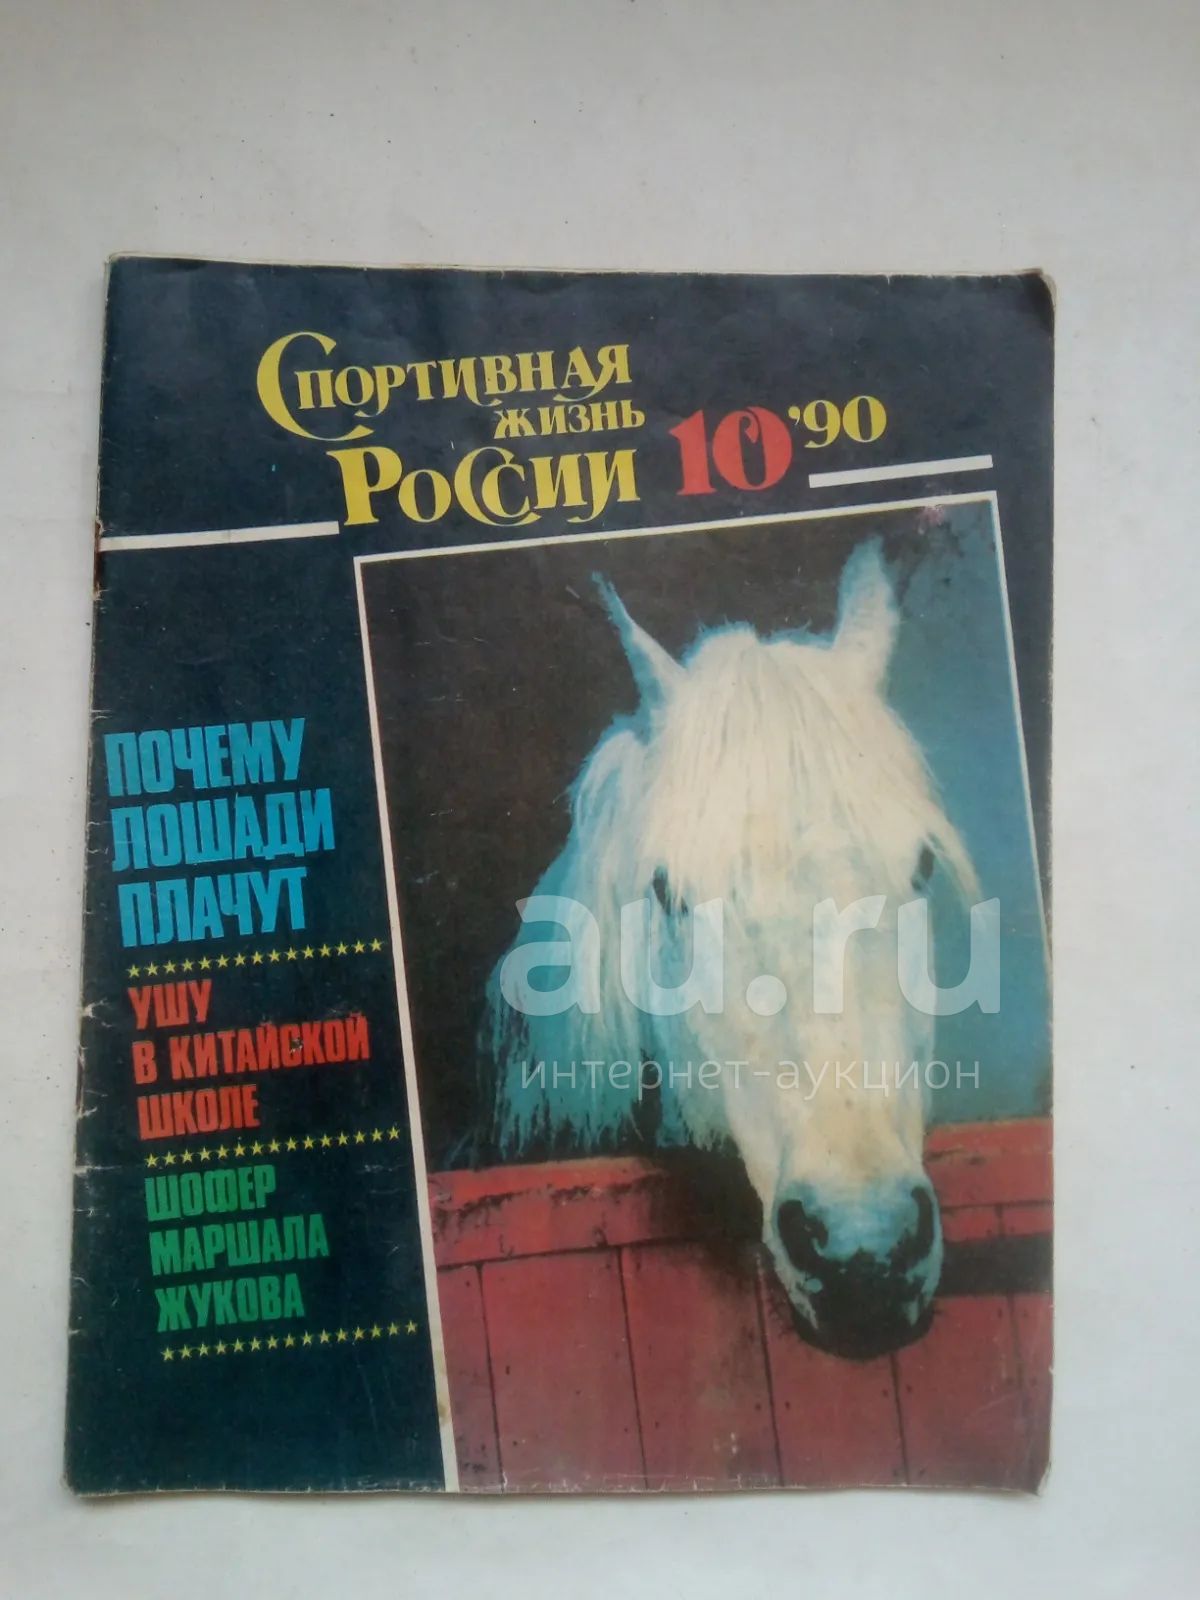 Спортивная
жизнь
России 10 '90
ПОЧЕМУ
ЛОШАДИ
ПЛАЧУТ
УШУ
В КИТАЙСКОЙ
ШКОЛЕ
ШОФЕР
МАРШАЛА
ЖУКОВА
au.ru
интернет-аукцион